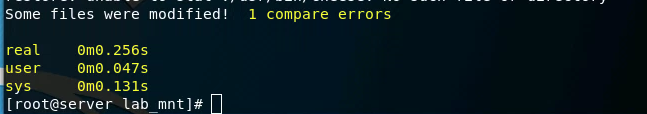 Some files were modified!  1 compare errors
real    0m0.256s
user    0m0.047s
sys     0m0.131s
[root@server lab_mnt]#